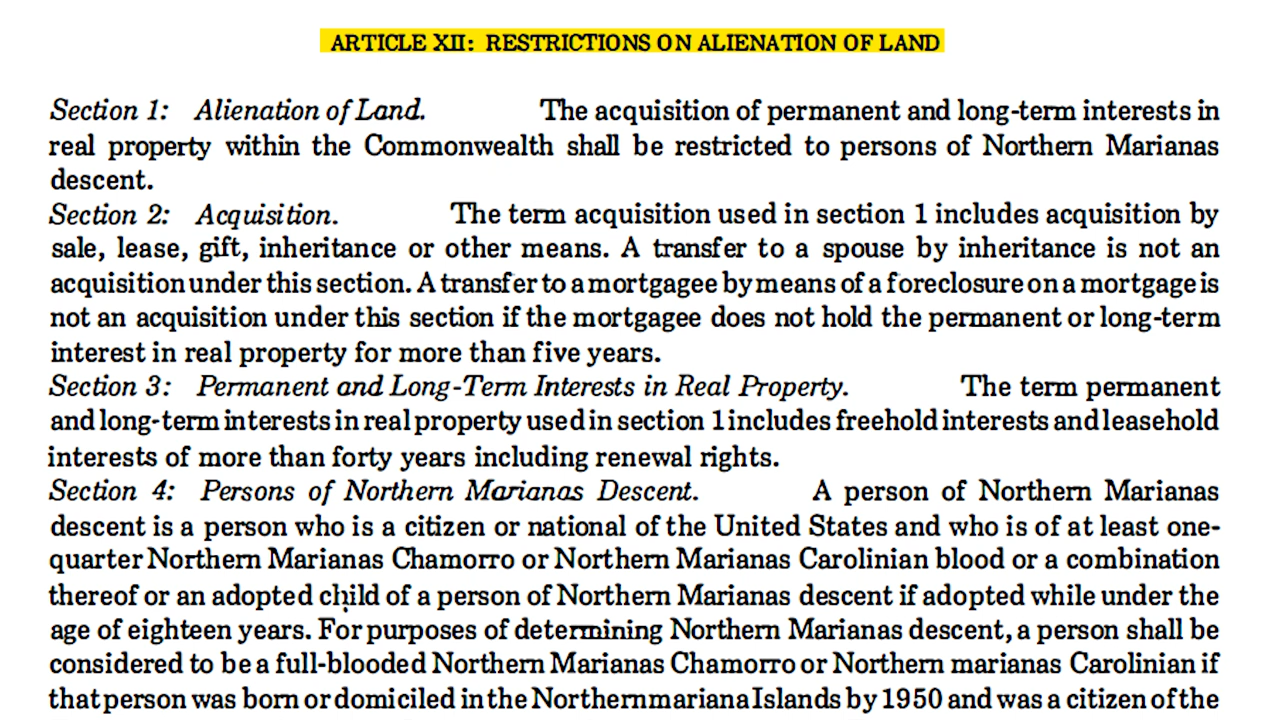 ARTICLE XII: RESTRICTIONS ON ALIENATION OF LAND
Section 1: Alienation of Land. The acquisition of permanent and long-term interests in
real property within the Commonwealth shall be restricted to persons of Northern Marianas
descent.
Section 2: Acquisition. The term acquisition used in section 1 includes acquisition by
sale, lease, gift, inheritance or other means. A transfer to a spouse by inheritance is not an
acquisition under this section. A transfer to a mortgagee by means of a foreclosure on a mortgage is
not an acquisition under this section if the mortgagee does not hold the permanent or long-term
interest in real property for more than five years.
Section 3: Permanent and Long-Term Interests in Real Property. The term permanent
and long-term interests in real property used in section 1 includes freehold interests and leasehold
interests of more than forty years including renewal rights.
Section 4: Persons of Northern Marianas Descent. A person of Northern Marianas
descent is a person who is a citizen or national of the United States and who is of at least one-
quarter Northern Marianas Chamorro or Northern Marianas Carolinian blood or a combination
thereof or an adopted child of a person of Northern Marianas descent if adopted while under the
age of eighteen years. For purposes of determining Northern Marianas descent, a person shall be
considered to be a full-blooded Northern Marianas Chamorro or Northern marianas Carolinian if
that person was born or domiciled in the Northern mariana Islands by 1950 and was a citizen of the